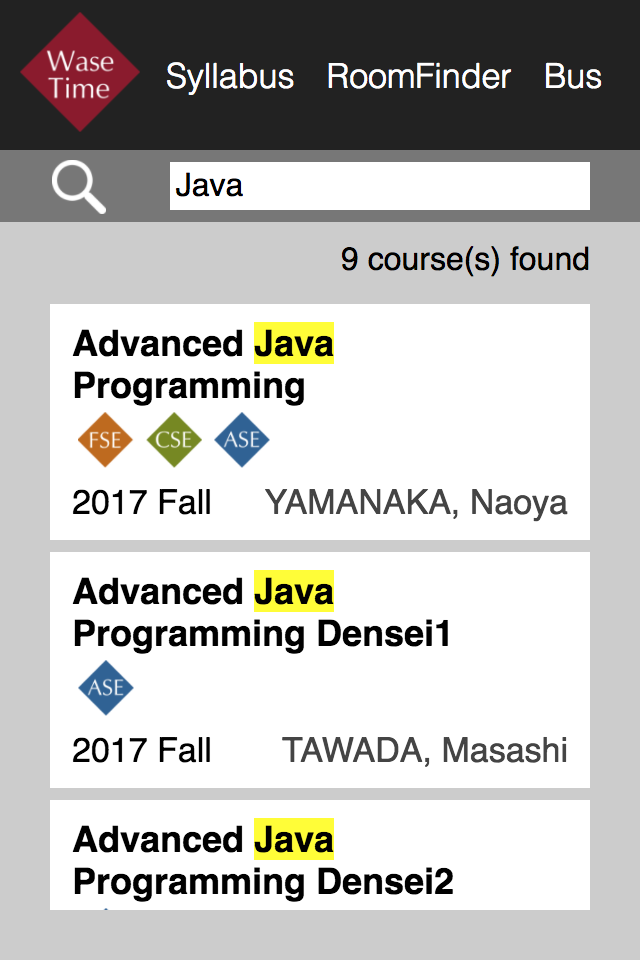 Wase
Time
Syllabus RoomFinder Bus
Java
9 course(s) found
Advanced Java
Programming
FSE CSE ASE
2017 Fall YAMANAKA, Naoya
Advanced Java
Programming Densei1
ASE
2017 Fall TAWADA, Masashi
Advanced Java
Programming Densei2